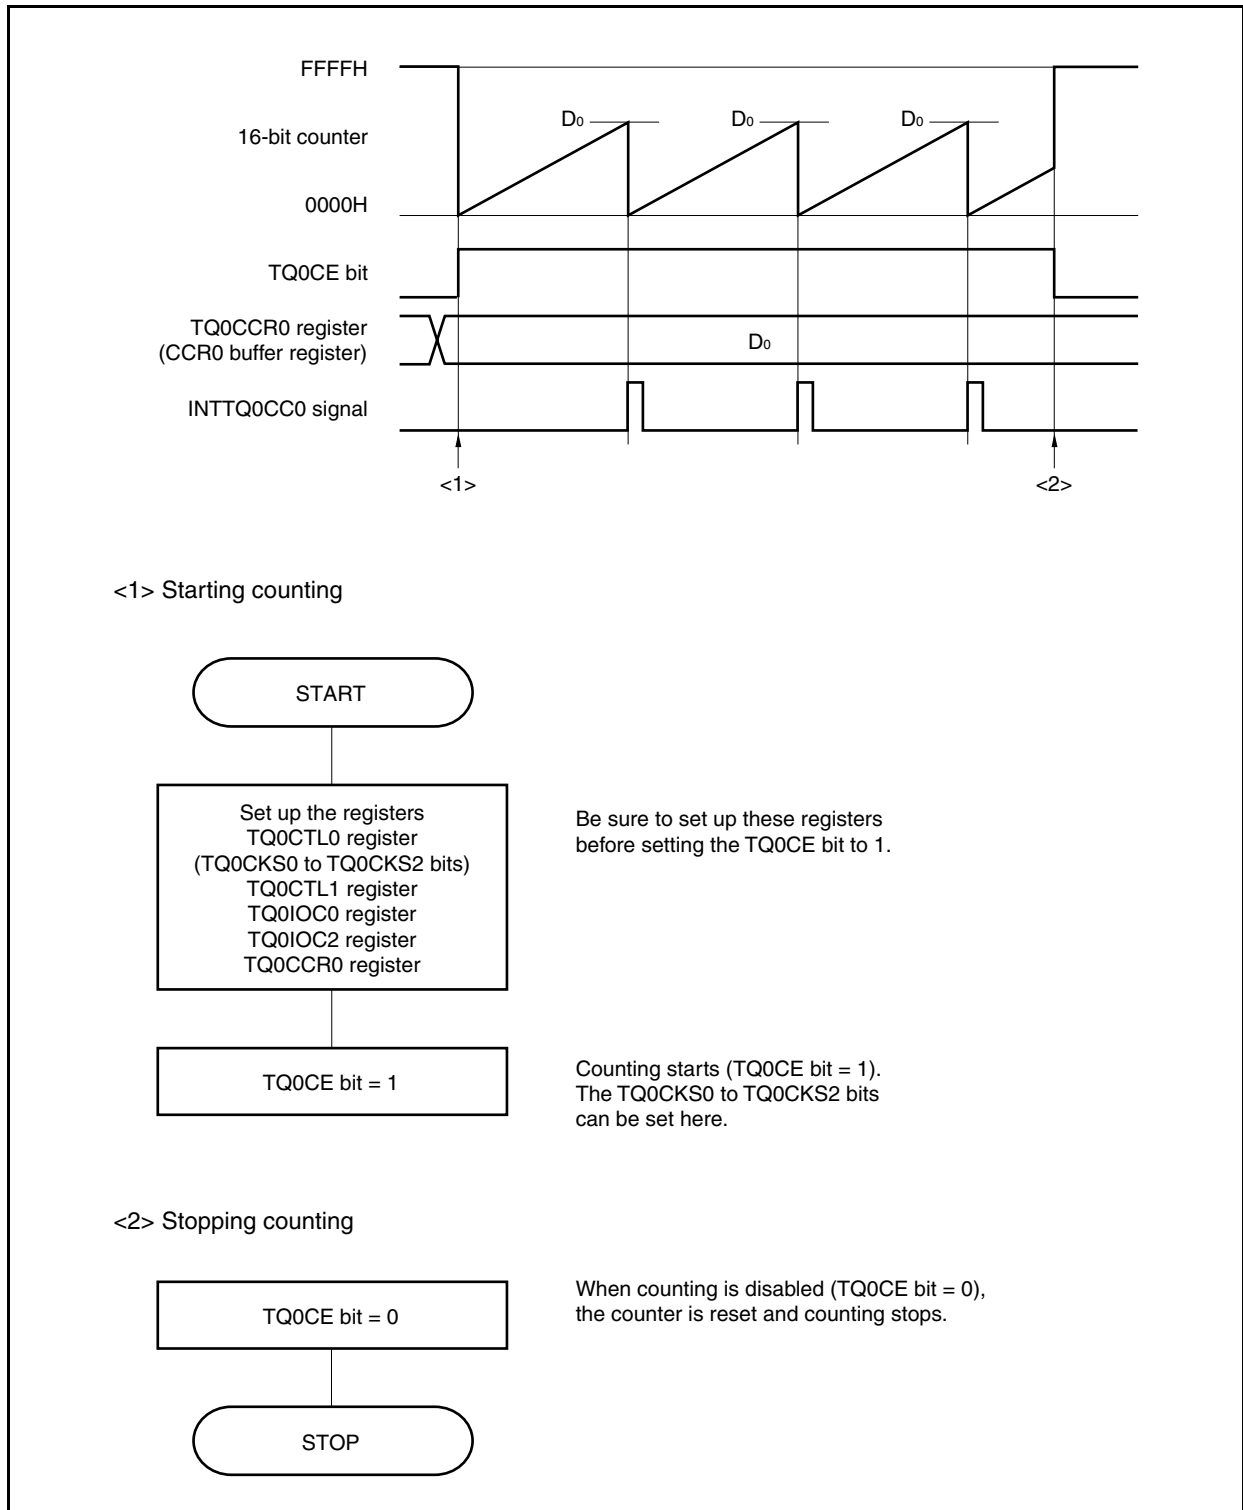 FFFFH
D0 D0 D0
16-bit counter
0000H
TQ0CE bit
TQ0CCR0 register
(CCR0 buffer register)
D0
INTTQ0CC0 signal
<1> <2>
<1> Starting counting
START
Set up the registers
TQ0CTL0 register
(TQ0CKS0 to TQ0CKS2 bits)
TQ0CTL1 register
TQ0IOC0 register
TQ0IOC2 register
TQ0CCR0 register
Be sure to set up these registers
before setting the TQ0CE bit to 1.
TQ0CE bit = 1
Counting starts (TQ0CE bit = 1).
The TQ0CKS0 to TQ0CKS2 bits
can be set here.
<2> Stopping counting
TQ0CE bit = 0
When counting is disabled (TQ0CE bit = 0),
the counter is reset and counting stops.
STOP